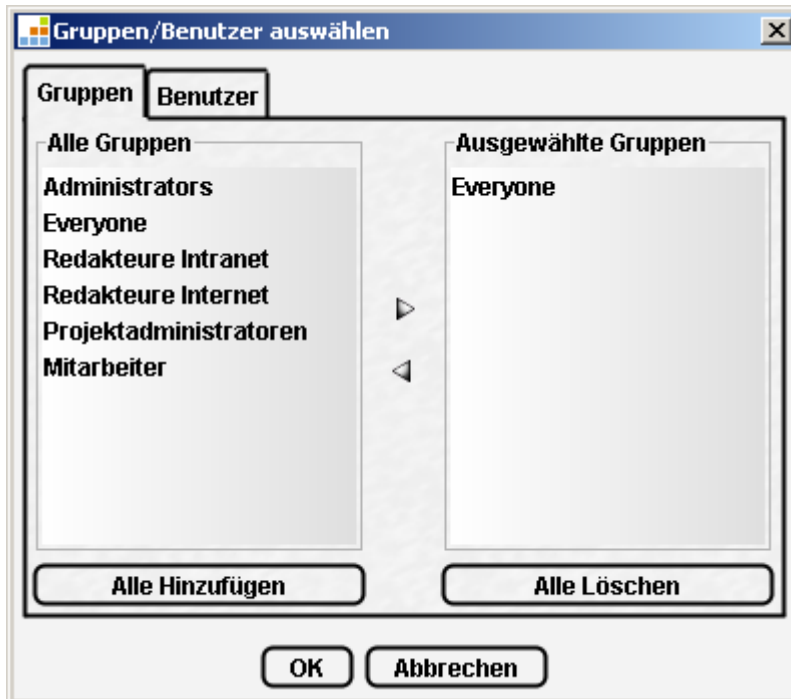 Gruppen/Benutzer auswählen
Gruppen
Benutzer
Alle Gruppen
Administrators
Everyone
Redakteure Intranet
Redakteure Internet
Projektadministratoren
Mitarbeiter
Alle Hinzufügen
Ausgewählte Gruppen
Everyone
Alle Löschen
OK
Abbrechen